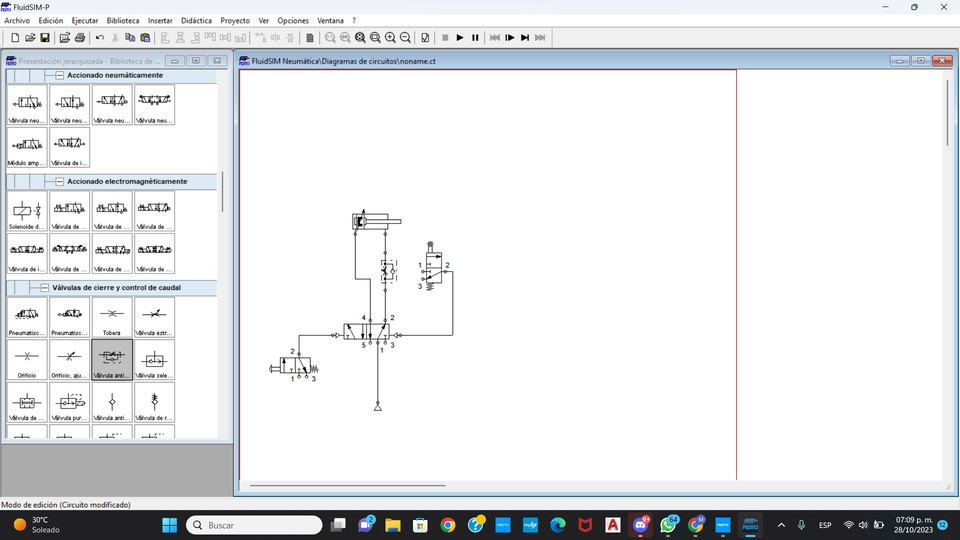 FluidSIM-P
Archivo Edición Ejecutar Biblioteca Insertar Didáctica Proyecto Ver Opciones Ventana ?
Presentación jerarquizada - Biblioteca de ...
FluidSIM Neumática\Diagramas de circuitos\noname.ct
Accionado neumáticamente
Válvula neu... Válvula neu... Válvula neu... Válvula neu...
Módulo amp... Válvula de i...
Accionado electromagnéticamente
Solenoide d... Válvula de ... Válvula de ... Válvula de ...
Válvula de i... Válvula de ... Válvula de ... Válvula de ...
Válvulas de cierre y control de caudal
Pneumatisc... Pneumatisc... Tobera Válvula estr...
Orificio Orificio, aju... Válvula anti... Válvula sele...
Válvula de ... Válvula pur... Válvula anti... Válvula de r...
1 2
3
4 2
5 1 3
2
1 3
Modo de edición (Circuito modificado)
30°C
Soleado
Buscar
ESP
07:09 p. m.
28/10/2023